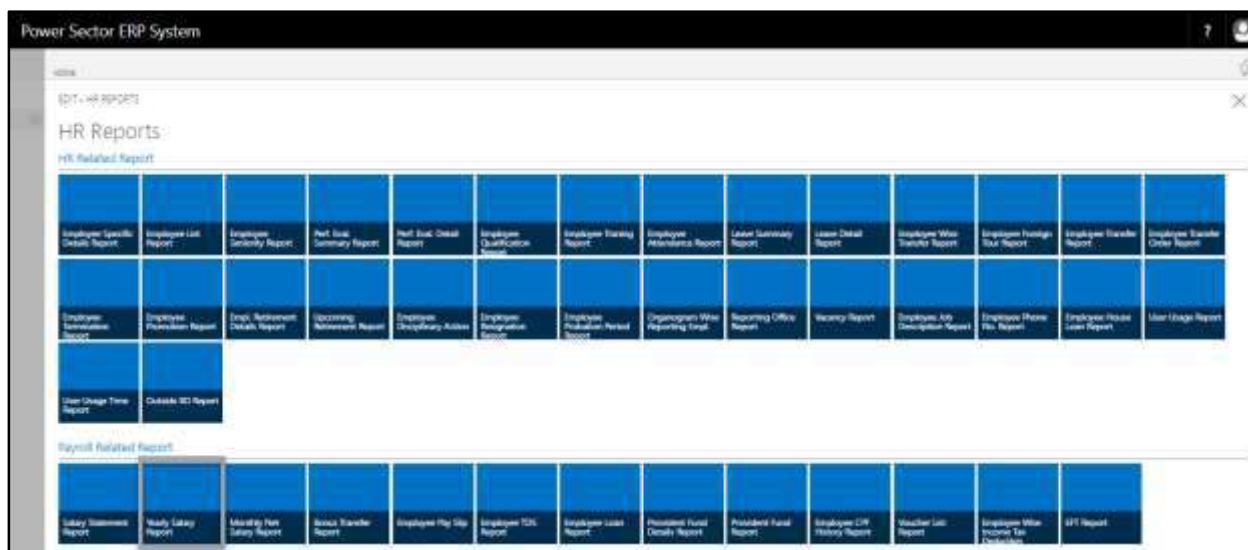 Power Sector ERP System
?
HOME
EDIT - HR REPORTS
HR Reports
HR Related Report
Employee Specific Details Report
Employee List Report
Employee Seniority Report
Perf. Eval. Summary Report
Perf. Eval. Detail Report
Employee Qualification Report
Employee Training Report
Employee Attendance Report
Leave Summary Report
Leave Detail Report
Employee Wise Transfer Report
Employee Foreign Tour Report
Employee Transfer Report
Employee Transfer Order Report
Employee Termination Report
Employee Promotion Report
Empl. Retirement Details Report
Upcoming Retirement Report
Employee Disciplinary Action
Employee Resignation Report
Employee Probation Period Report
Organogram Wise Reporting Empl.
Reporting Office Report
Vacancy Report
Employee Job Description Report
Employee Phone No. Report
Employee House Loan Report
User Usage Report
User Usage Time Report
Outside BD Report
Payroll Related Report
Salary Statement Report
Yearly Salary Report
Monthly Net Salary Report
Bonus Transfer Report
Employee Pay Slip
Employee TDS Report
Employee Loan Report
Provident Fund Details Report
Provident Fund Report
Employee CPF History Report
Voucher List Report
Employee Wise Income Tax Deduction
EFT Report